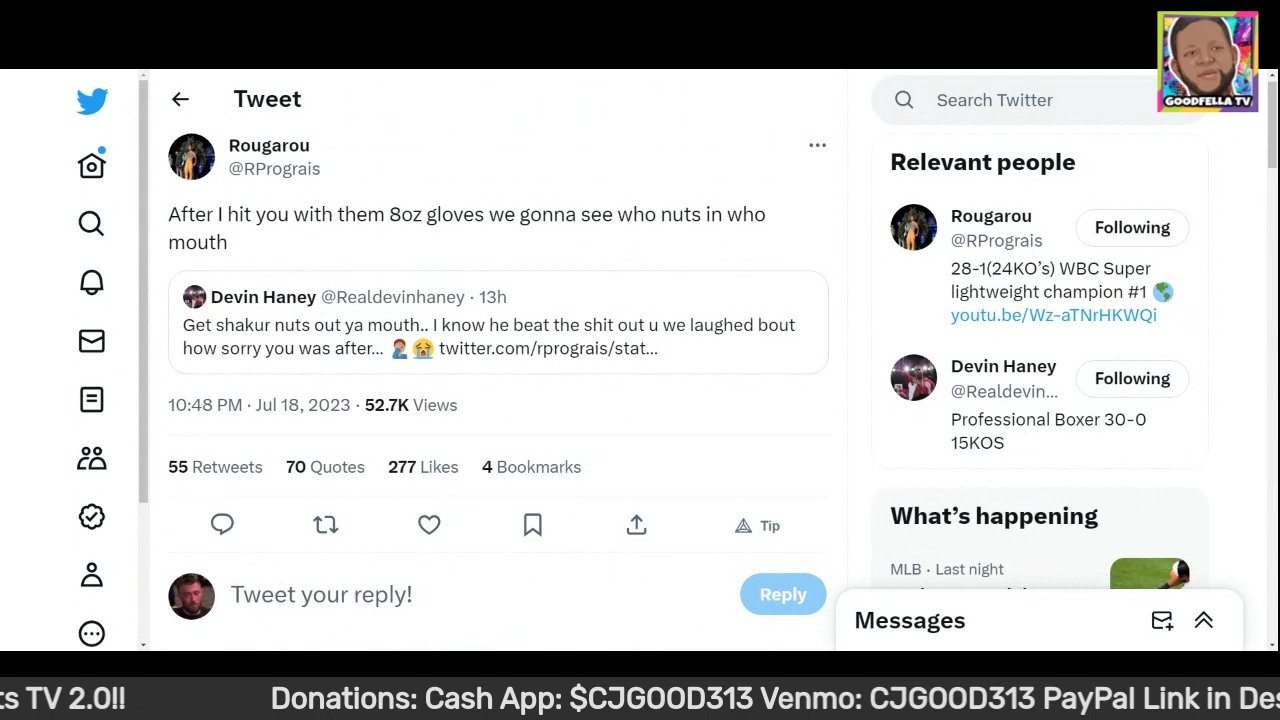 GOODFELLA TV
Tweet
Search Twitter
Rougarou
@RPrograis
After I hit you with them 8oz gloves we gonna see who nuts in who
mouth
Devin Haney @Realdevinhaney · 13h
Get shakur nuts out ya mouth.. I know he beat the shit out u we laughed bout
how sorry you was after... 🤦🏽‍♂️😭 twitter.com/rprograis/stat...
10:48 PM · Jul 18, 2023 · 52.7K Views
55 Retweets 70 Quotes 277 Likes 4 Bookmarks
Tip
Tweet your reply!
Reply
Relevant people
Rougarou
@RPrograis
Following
28-1(24KO’s) WBC Super
lightweight champion #1 🌎
youtu.be/Wz-aTNrHKWQi
Devin Haney
@Realdevin...
Following
Professional Boxer 30-0
15KOS
What’s happening
MLB · Last night
Messages
ts TV 2.0!! Donations: Cash App: $CJGOOD313 Venmo: CJGOOD313 PayPal Link in Des